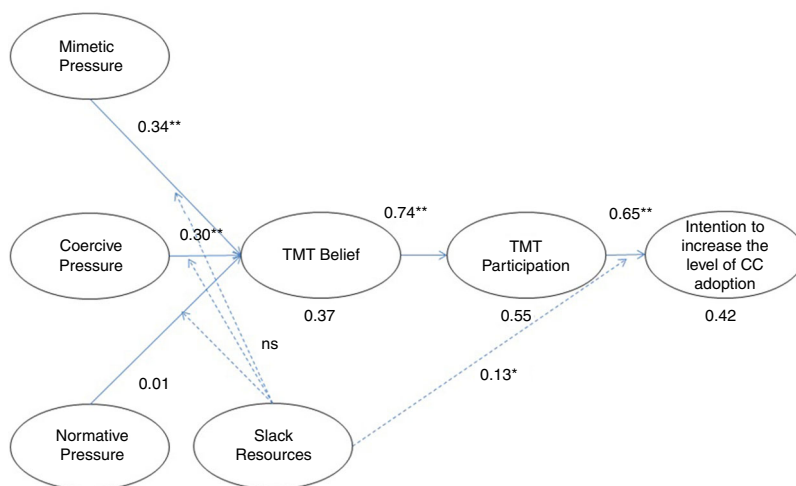 Mimetic
Pressure
0.34**
Coercive
Pressure
0.30**
TMT Belief
0.37
0.74**
TMT
Participation
0.55
0.65**
Intention to
increase the
level of CC
adoption
0.42
ns
0.01
0.13*
Normative
Pressure
Slack
Resources